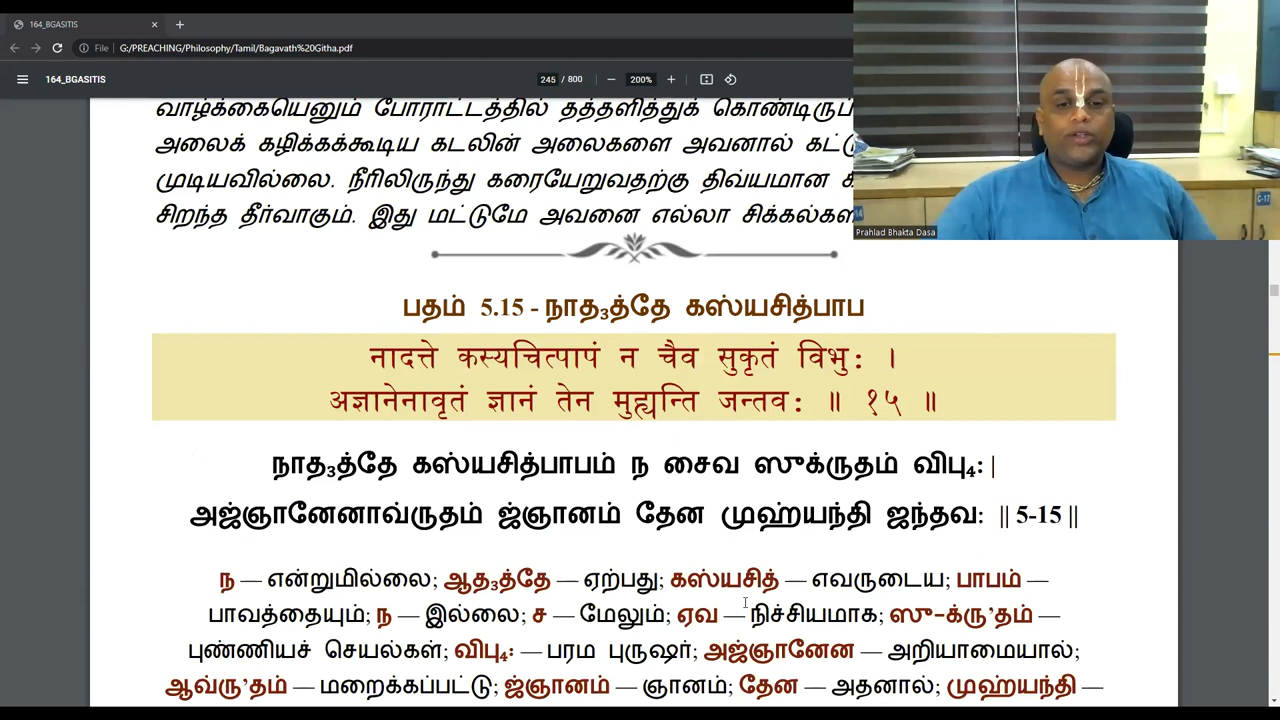 164_BGASITIS
File G:/PREACHING/Philosophy/Tamil/Bagavath%20Githa.pdf
164_BGASITIS 245 / 800 200%
வாழ்க்கையெனும் போராட்டத்தில் தத்தளித்துக்
அலைக் கழிக்கக்கூடிய கடலின் அலைகளை அவனால்
முடியவில்லை. நீரிலிருந்து கரையேறுவதற்கு திவ்யமான
சிறந்த தீர்வாகும். இது மட்டுமே அவனை எல்லா
Prahlad Bhakta Dasa
C-17
பதம் 5.15 - நாத₃த்தே கஸ்யசித்பாப
नादत्ते कस्यचित्पापं न चैव सुकृतं विभुः ।
अज्ञानेनावृतं ज्ञानं तेन मुह्यन्ति जन्तवः ॥ १५ ॥
நாத₃த்தே கஸ்யசித்பாபம் ந சைவ ஸுக்ருதம் விபு₄: |
அஜ்ஞானேனாவ்ருதம் ஜ்ஞானம் தேன முஹ்யந்தி ஜந்தவ: || 5-15 ||
ந — என்றுமில்லை; ஆத₃த்தே — ஏற்பது; கஸ்யசித் — எவருடைய; பாபம் —
பாவத்தையும்; ந — இல்லை; ச — மேலும்; ஏவ — நிச்சியமாக; ஸு-க்ரு'தம் —
புண்ணியச் செயல்கள்; விபு₄: — பரம புருஷர்; அஜ்ஞானேன — அறியாமையால்;
ஆவ்ரு'தம் — மறைக்கப்பட்டு; ஜ்ஞானம் — ஞானம்; தேன — அதனால்; முஹ்யந்தி —